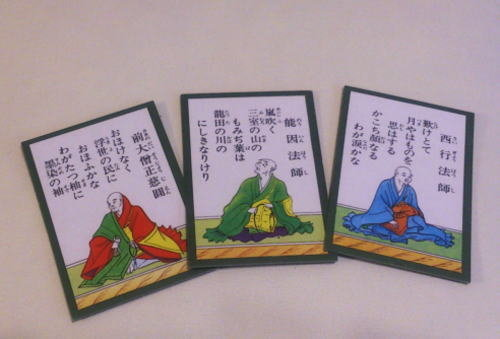 西行法師
歎けとて
月やはものを
思はする
かこち顔なる
わが涙かな
能因法師
嵐吹く
三室の山の
もみぢ葉は
龍田の川の
にしきなりけり
前大僧正慈圓
おほけなく
浮世の民に
おほふかな
わがたつ杣に
墨染の袖